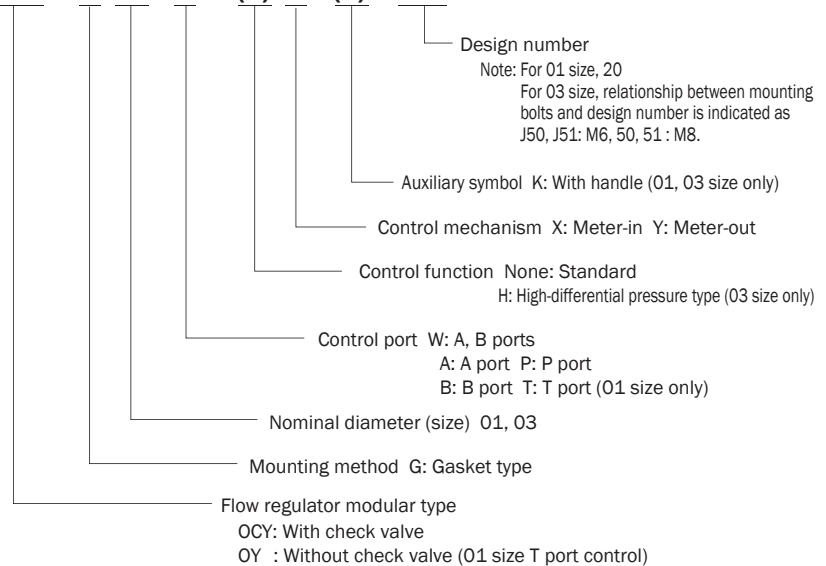 Design number
Note: For 01 size, 20
For 03 size, relationship between mounting
bolts and design number is indicated as
J50, J51: M6, 50, 51 : M8.
Auxiliary symbol K: With handle (01, 03 size only)
Control mechanism X: Meter-in Y: Meter-out
Control function None: Standard
H: High-differential pressure type (03 size only)
Control port W: A, B ports
A: A port P: P port
B: B port T: T port (01 size only)
Nominal diameter (size) 01, 03
Mounting method G: Gasket type
Flow regulator modular type
OCY: With check valve
OY : Without check valve (01 size T port control)